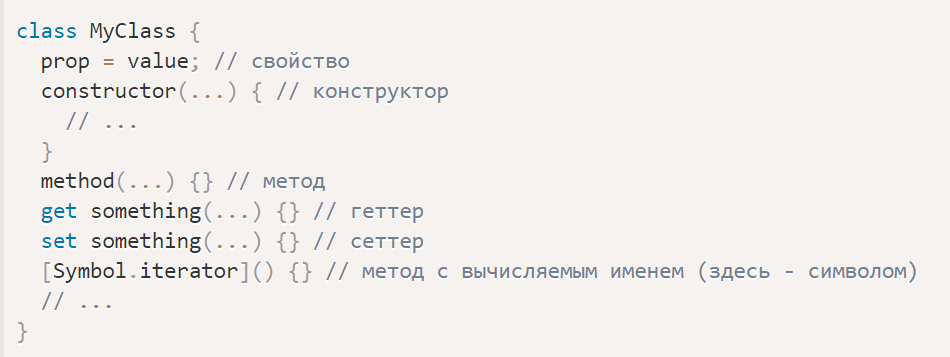 class MyClass {
prop = value; // свойство
constructor(...) { // конструктор
// ...
}
method(...) {} // метод
get something(...) {} // геттер
set something(...) {} // сеттер
[Symbol.iterator]() {} // метод с вычисляемым именем (здесь - символом)
// ...
}